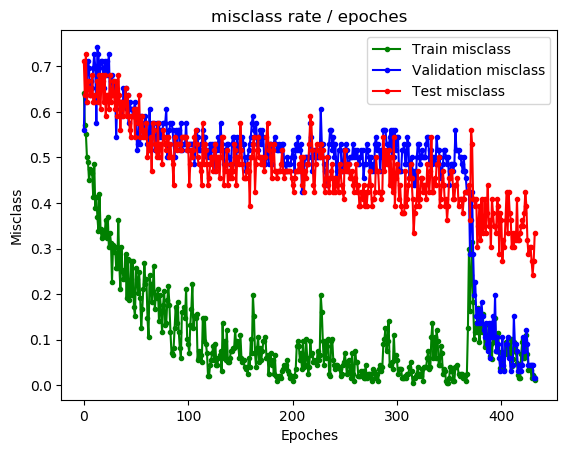 misclass rate / epoches
Train misclass
Validation misclass
Test misclass
Misclass
0.7
0.6
0.5
0.4
0.3
0.2
0.1
0.0
0 100 200 300 400
Epoches